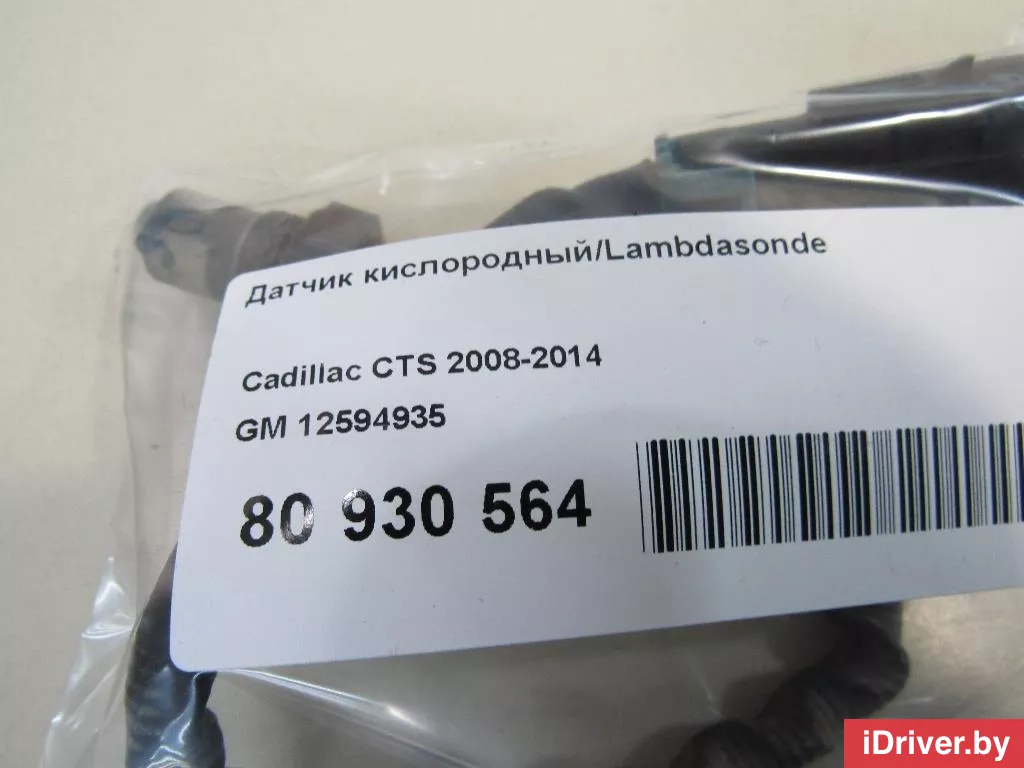 Датчик кислородный/Lambdasonde
Cadillac CTS 2008-2014
GM 12594935
80 930 564
iDriver.by